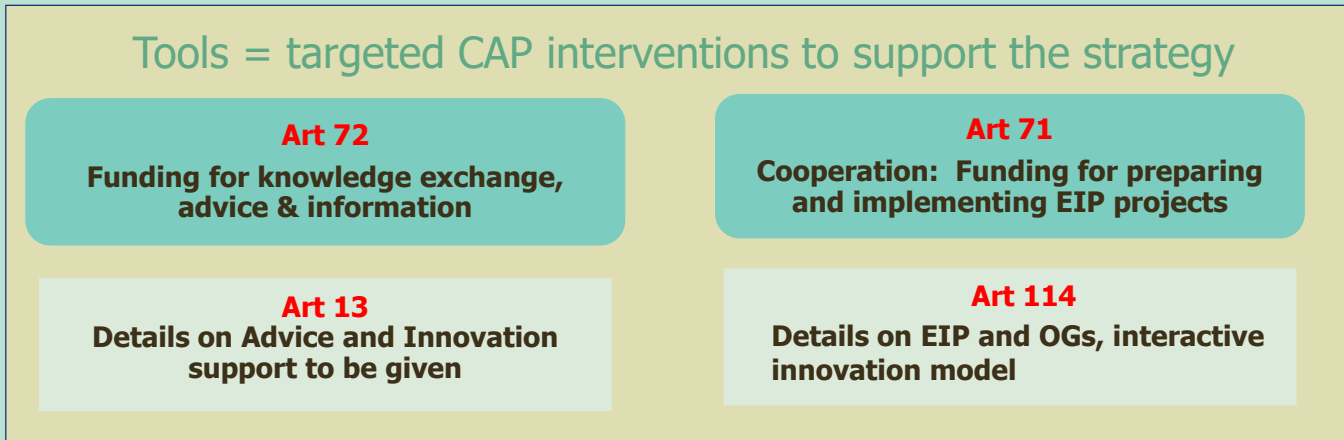 Tools = targeted CAP interventions to support the strategy
Art 72
Funding for knowledge exchange,
advice & information
Art 71
Cooperation: Funding for preparing
and implementing EIP projects
Art 13
Details on Advice and Innovation
support to be given
Art 114
Details on EIP and OGs, interactive
innovation model